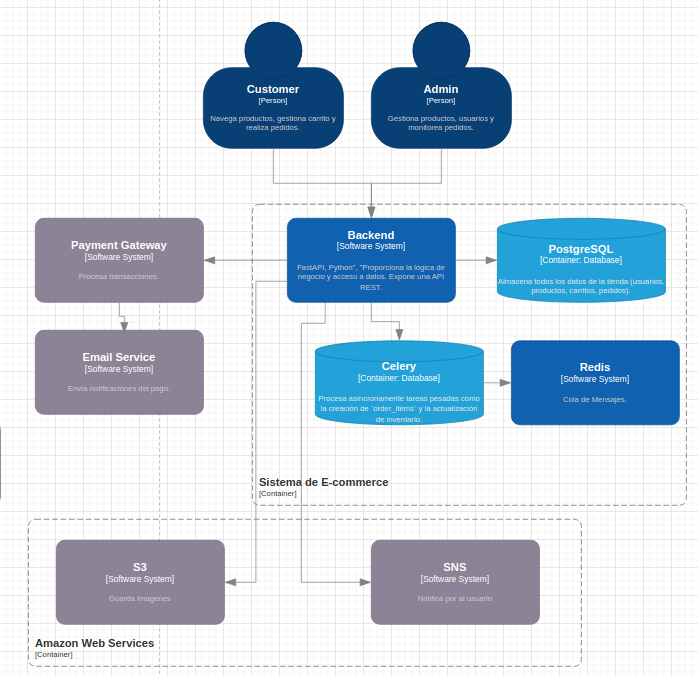 Customer
[Person]
Navega productos, gestiona carrito y
realiza pedidos.
Admin
[Person]
Gestiona productos, usuarios y
monitorea pedidos.
Payment Gateway
[Software System]
Procesa transacciones.
Backend
[Software System]
FastAPI, Python", "Proporciona la lógica de
negocio y acceso a datos. Expone una API
REST.
PostgreSQL
[Container: Database]
Almacena todos los datos de la tienda (usuarios,
productos, carritos, pedidos).
Email Service
[Software System]
Envia notificaciones del pago.
Celery
[Container: Database]
Procesa asincronamente tareas pesadas como
la creación de `order_items` y la actualización
de inventario.
Redis
[Software System]
Cola de Mensajes.
Sistema de E-commerce
[Container]
S3
[Software System]
Guarda Imagenes
SNS
[Software System]
Notifica por al usuario
Amazon Web Services
[Container]